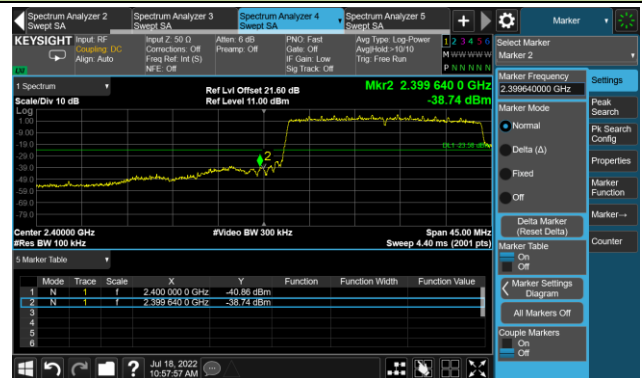 Spectrum Analyzer 2
Swept SA
Spectrum Analyzer 3
Swept SA
Spectrum Analyzer 4
Swept SA
Spectrum Analyzer 5
Swept SA
+
Marker
KEYSIGHT
Input: RF
Coupling: DC
Align: Auto
Input Z: 50 Ω
Corrections: Off
Freq Ref: Int (S)
NFE: Off
Atten: 6 dB
Preamp: Off
PNO: Fast
Gate: Off
IF Gain: Low
Sig Track: Off
Avg Type: Log-Power
Avg|Hold:>10/10
Trig: Free Run
1 2 3 4 5 6
M W W W W W
P N N N N N
LW
Select Marker
Marker 2
1 Spectrum
Scale/Div 10 dB
Ref Lvl Offset 21.60 dB
Ref Level 11.00 dBm
Mkr2 2.399 640 0 GHz
-38.74 dBm
Log
1.00
-9.00
-19.0
-29.0
-39.0
-49.0
-59.0
-69.0
-79.0
2
DL1 -23.58 dBm
Center 2.40000 GHz
#Res BW 100 kHz
#Video BW 300 kHz
Span 45.00 MHz
Sweep 4.40 ms (2001 pts)
5 Marker Table
Mode Trace Scale X Y Function Function Width Function Value
1 N 1 f 2.400 000 0 GHz -40.86 dBm
2 N 1 f 2.399 640 0 GHz -38.74 dBm
3
4
5
6
Marker Frequency
2.399640000 GHz
Marker Mode
Normal
Delta (Δ)
Fixed
Off
Delta Marker
(Reset Delta)
Marker Table
On
Off
Marker Settings
Diagram
All Markers Off
Couple Markers
On
Off
Settings
Peak
Search
Pk Search
Config
Properties
Marker
Function
Marker→
Counter
?
Jul 18, 2022
10:57:57 AM